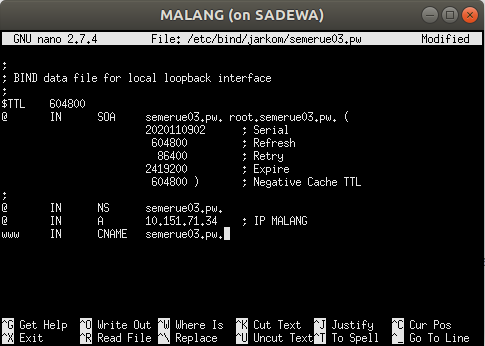 MALANG (on SADEWA)
GNU nano 2.7.4 File: /etc/bind/jarkom/semerue03.pw Modified
;
; BIND data file for local loopback interface
;
$TTL 604800
@ IN SOA semerue03.pw. root.semerue03.pw. (
2020110902 ; Serial
604800 ; Refresh
86400 ; Retry
2419200 ; Expire
604800 ) ; Negative Cache TTL
;
@ IN NS semerue03.pw.
@ IN A 10.151.71.34 ; IP MALANG
www IN CNAME semerue03.pw.
^G Get Help ^O Write Out ^W Where Is ^K Cut Text ^J Justify ^C Cur Pos
^X Exit ^R Read File ^\ Replace ^U Uncut Text ^T To Spell ^_ Go To Line